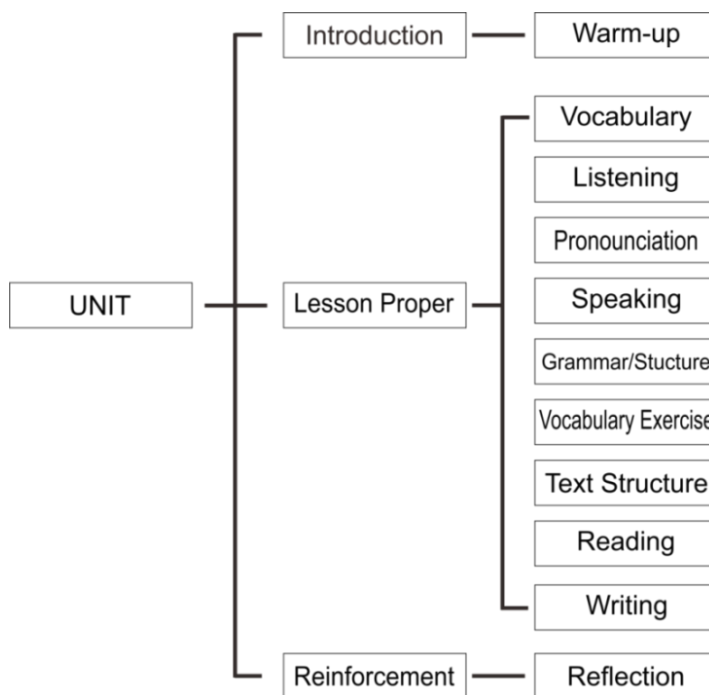 Introduction
Warm-up
Vocabulary
Listening
Pronounciation
UNIT
Lesson Proper
Speaking
Grammar/Stucture
Vocabulary Exercise
Text Structure
Reading
Writing
Reinforcement
Reflection